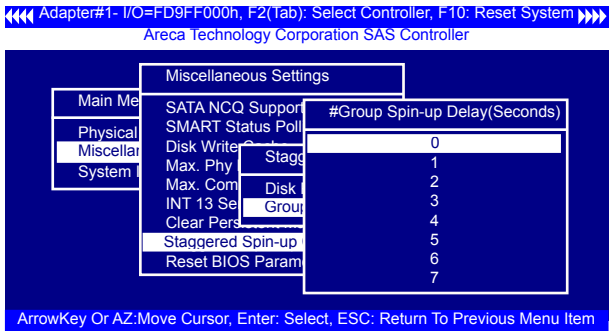 Adapter#1- I/O=FD9FF000h, F2(Tab): Select Controller, F10: Reset System
Areca Technology Corporation SAS Controller
Main Me
Physical
Miscellan
System I
Miscellaneous Settings
SATA NCQ Support
SMART Status Poll
Disk Write Cache
Max. Phy
Max. Com
INT 13 Se
Clear Persistent
Staggered Spin-up
Reset BIOS Param
Stagg
Disk
Group
#Group Spin-up Delay(Seconds)
0
1
2
3
4
5
6
7
ArrowKey Or AZ:Move Cursor, Enter: Select, ESC: Return To Previous Menu Item